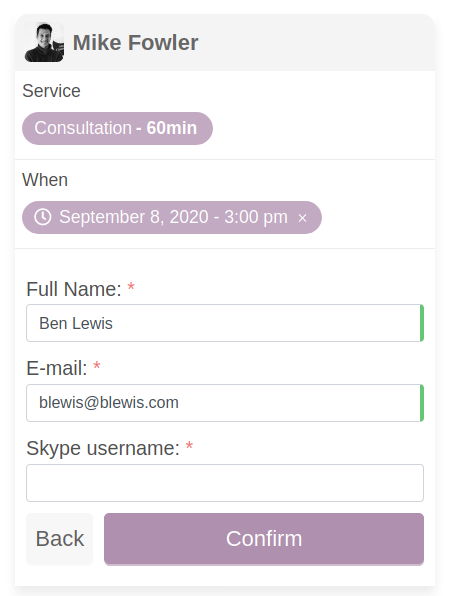 Mike Fowler
Service
Consultation - 60min
When
September 8, 2020 - 3:00 pm ×
Full Name: *
Ben Lewis
E-mail: *
blewis@blewis.com
Skype username: *
Back Confirm